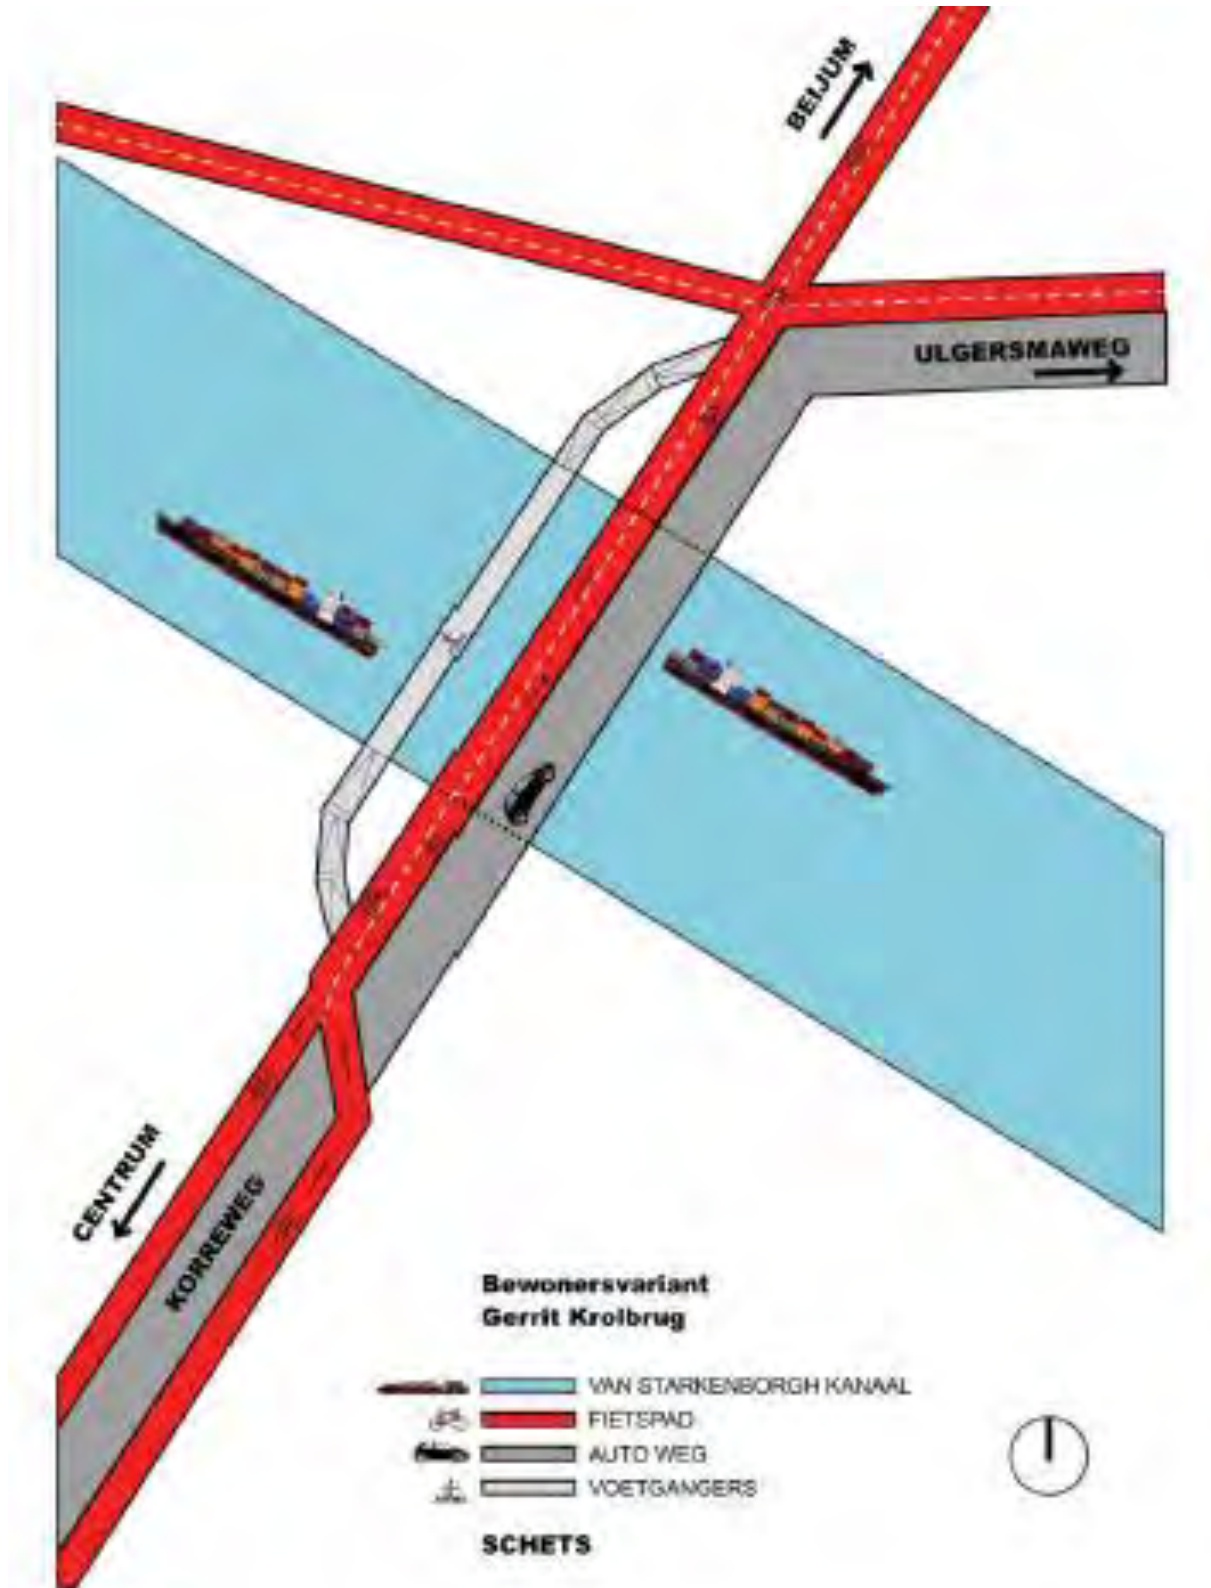 BEIJUM
ULGERSMAWEG
CENTRUM
KORREWEG
Bewonersvariant
Gerrit Krolbrug
VAN STARKENBORGH KANAAL
FIETSPAD
AUTO WEG
VOETGANGERS
SCHETS